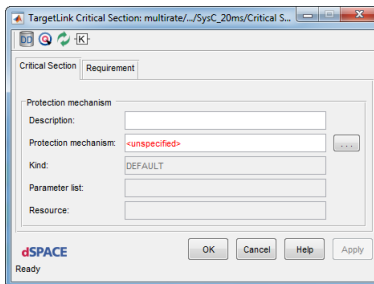 TargetLink Critical Section: multirate/.../SysC_20ms/Critical S...
Critical Section
Requirement
Protection mechanism
Description:
Protection mechanism: <unspecified> ...
Kind: DEFAULT
Parameter list:
Resource:
dSPACE
OK Cancel Help Apply
Ready